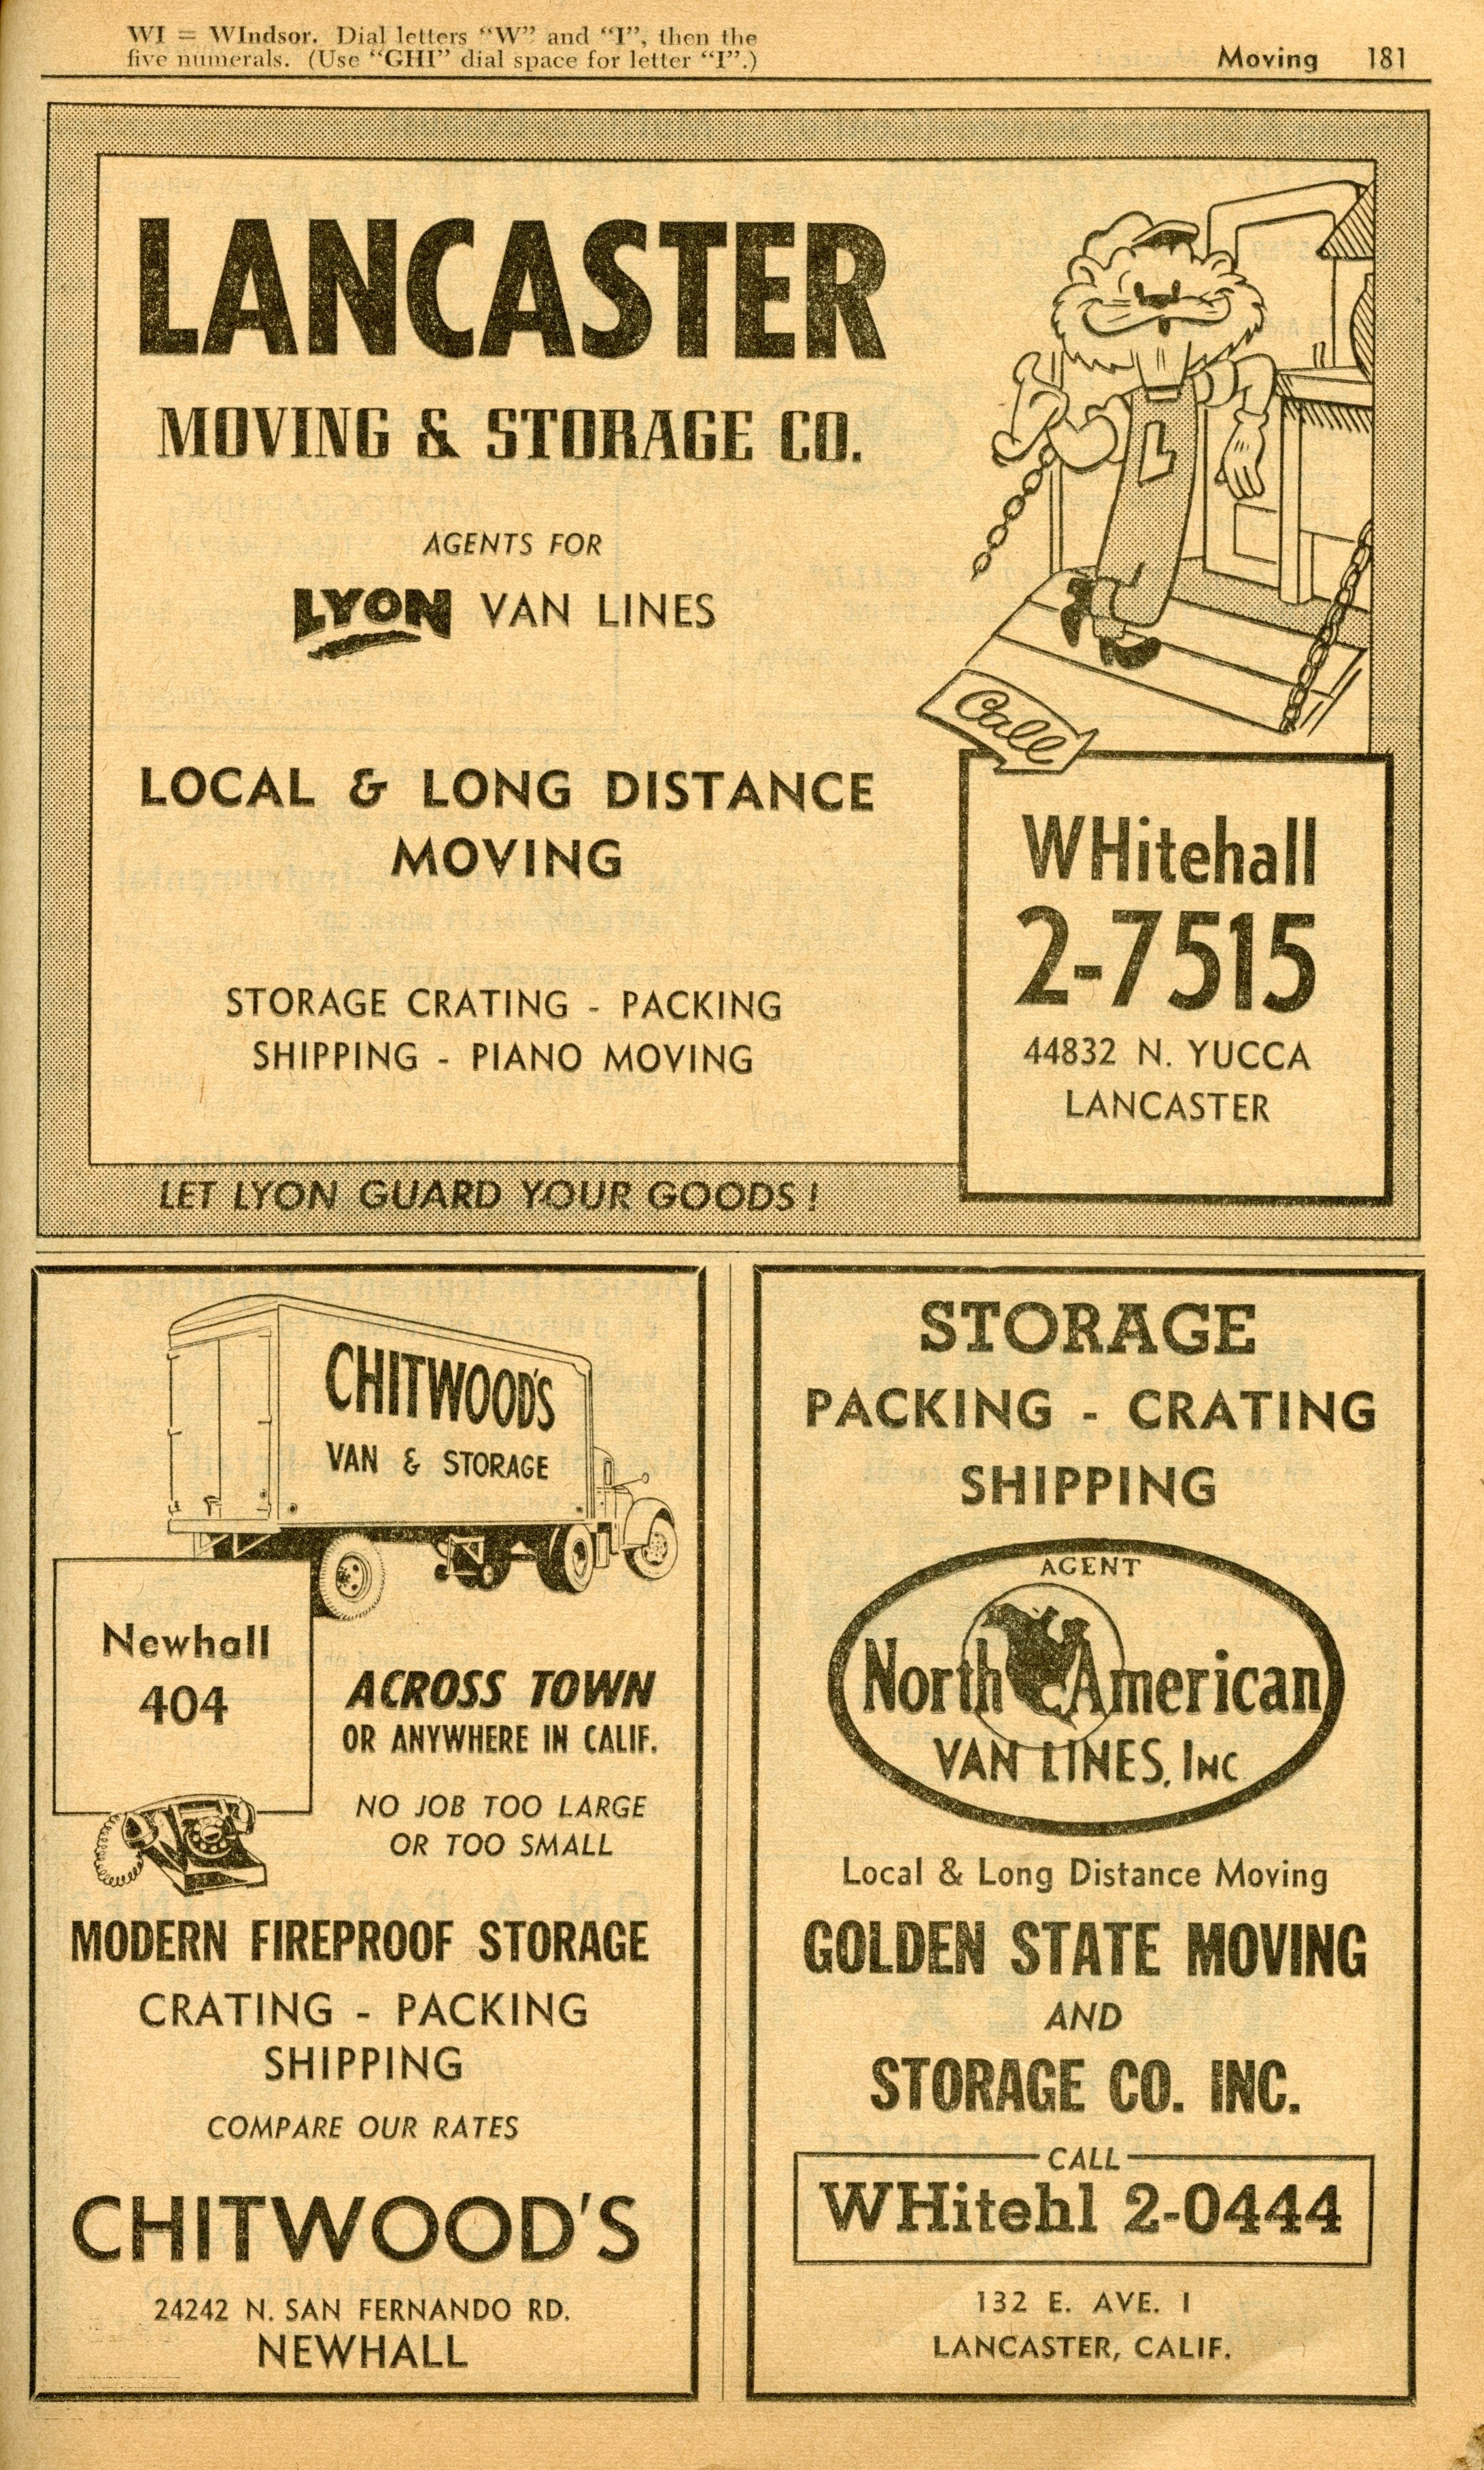 WI = WIndsor. Dial letters "W" and "I", then the
five numerals. (Use "GHI" dial space for letter "I".)
Moving 181
LANCASTER
MOVING & STORAGE CO.
AGENTS FOR
LYON VAN LINES
LOCAL & LONG DISTANCE
MOVING
STORAGE CRATING - PACKING
SHIPPING - PIANO MOVING
LET LYON GUARD YOUR GOODS!
L
Call
WHitehall
2-7515
44832 N. YUCCA
LANCASTER
CHITWOOD'S
VAN & STORAGE
Newhall
404
ACROSS TOWN
OR ANYWHERE IN CALIF.
NO JOB TOO LARGE
OR TOO SMALL
MODERN FIREPROOF STORAGE
CRATING - PACKING
SHIPPING
COMPARE OUR RATES
CHITWOOD'S
24242 N. SAN FERNANDO RD.
NEWHALL
STORAGE
PACKING - CRATING
SHIPPING
AGENT
North American
VAN LINES, INC
Local & Long Distance Moving
GOLDEN STATE MOVING
AND
STORAGE CO. INC.
CALL
WHitehl 2-0444
132 E. AVE. I
LANCASTER, CALIF.